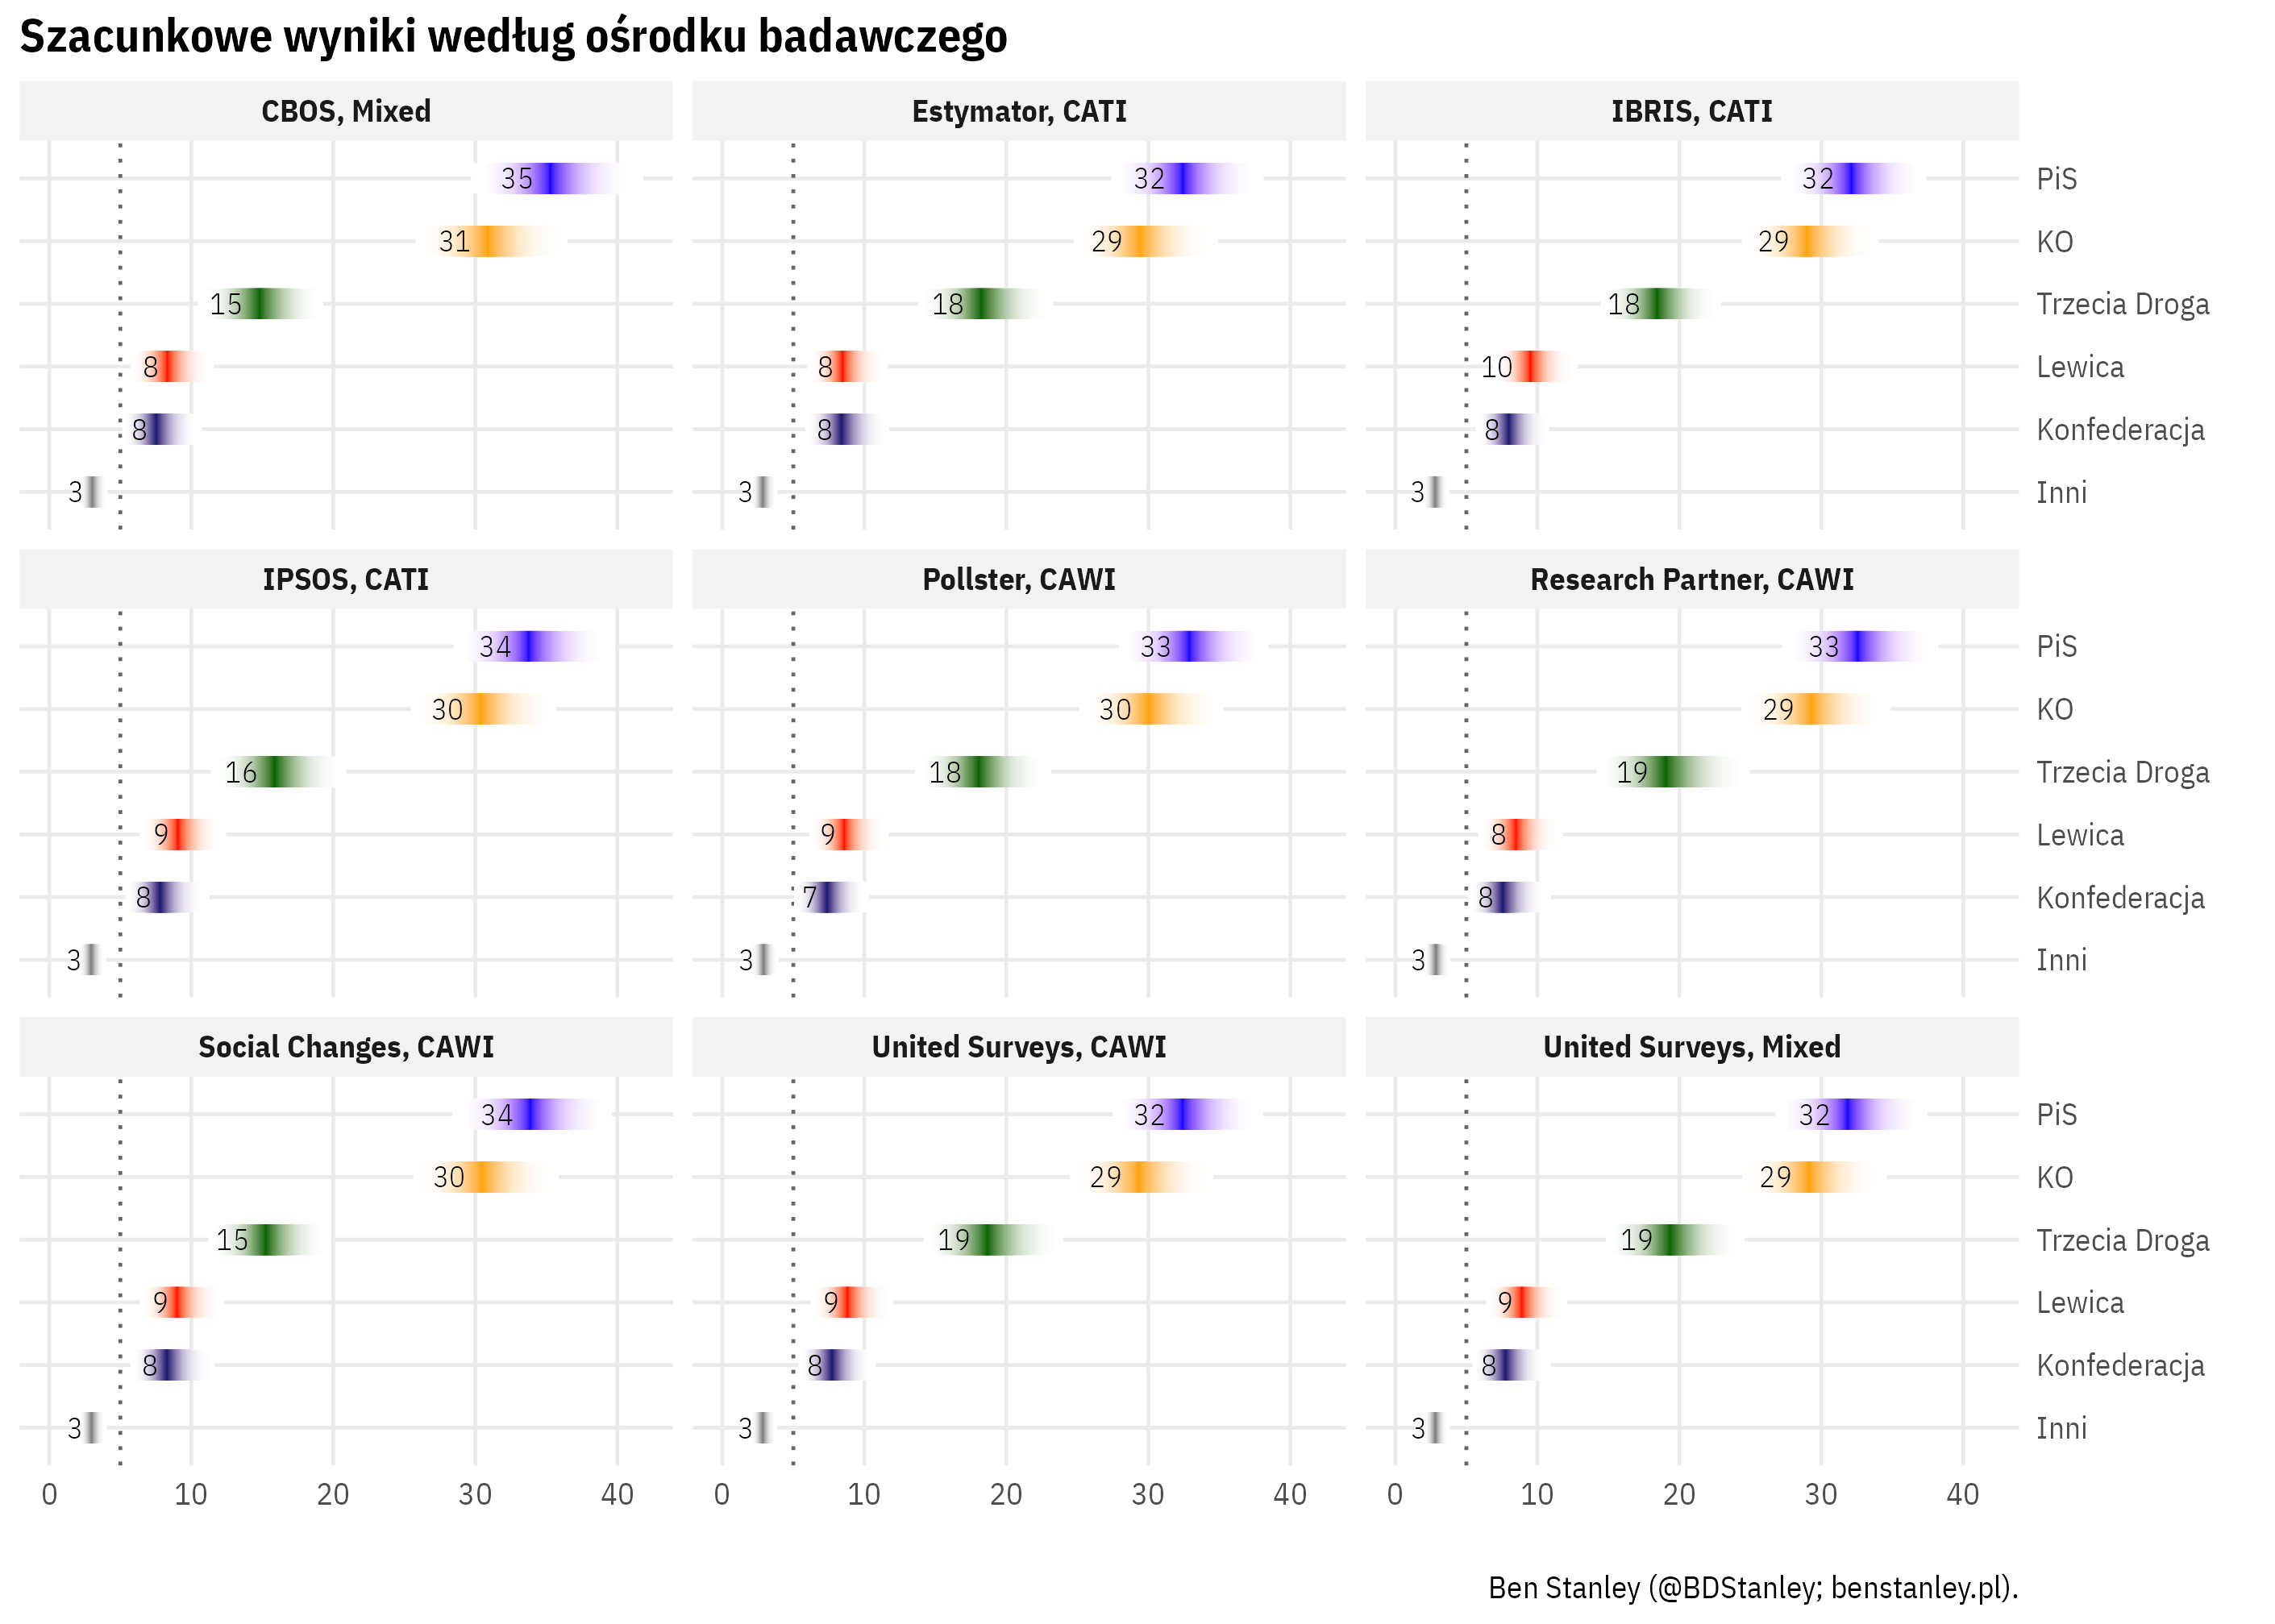 Szacunkowe wyniki według ośrodku badawczego
CBOS, Mixed
35
31
15
8
8
3
Estymator, CATI
32
29
18
8
8
3
IBRIS, CATI
32
29
18
10
8
3
PiS
KO
Trzecia Droga
Lewica
Konfederacja
Inni
IPSOS, CATI
34
30
16
9
8
3
Pollster, CAWI
33
30
18
9
7
3
Research Partner, CAWI
33
29
19
8
8
3
PiS
KO
Trzecia Droga
Lewica
Konfederacja
Inni
Social Changes, CAWI
34
30
15
9
8
3
United Surveys, CAWI
32
29
19
9
8
3
United Surveys, Mixed
32
29
19
9
8
3
PiS
KO
Trzecia Droga
Lewica
Konfederacja
Inni
0 10 20 30 40
0 10 20 30 40
0 10 20 30 40
Ben Stanley (@BDStanley; benstanley.pl).